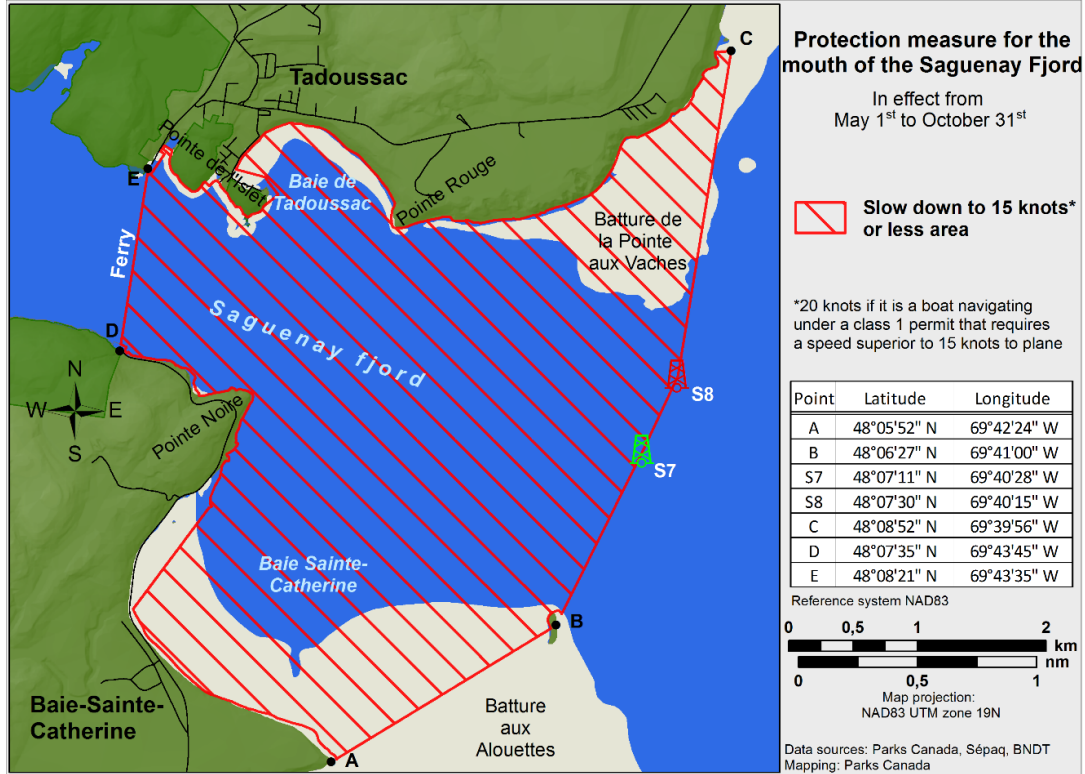 C
Tadoussac
Pointe de l'Islet
E
Baie de
Tadoussac
Pointe Rouge
Batture de
la Pointe
aux Vaches
Ferry
Saguenay fjord
D
N
W E
S
Pointe Noire
S8
S7
Baie Sainte-
Catherine
B
Baie-Sainte-
Catherine
Batture
aux
Alouettes
A
Protection measure for the
mouth of the Saguenay Fjord
In effect from
May 1st to October 31st
Slow down to 15 knots*
or less area
*20 knots if it is a boat navigating
under a class 1 permit that requires
a speed superior to 15 knots to plane
Point Latitude Longitude
A 48°05'52" N 69°42'24" W
B 48°06'27" N 69°41'00" W
S7 48°07'11" N 69°40'28" W
S8 48°07'30" N 69°40'15" W
C 48°08'52" N 69°39'56" W
D 48°07'35" N 69°43'45" W
E 48°08'21" N 69°43'35" W
Reference system NAD83
0 0,5 1 2
km
nm
0 0,5 1
Map projection:
NAD83 UTM zone 19N
Data sources: Parks Canada, Sépaq, BNDT
Mapping: Parks Canada